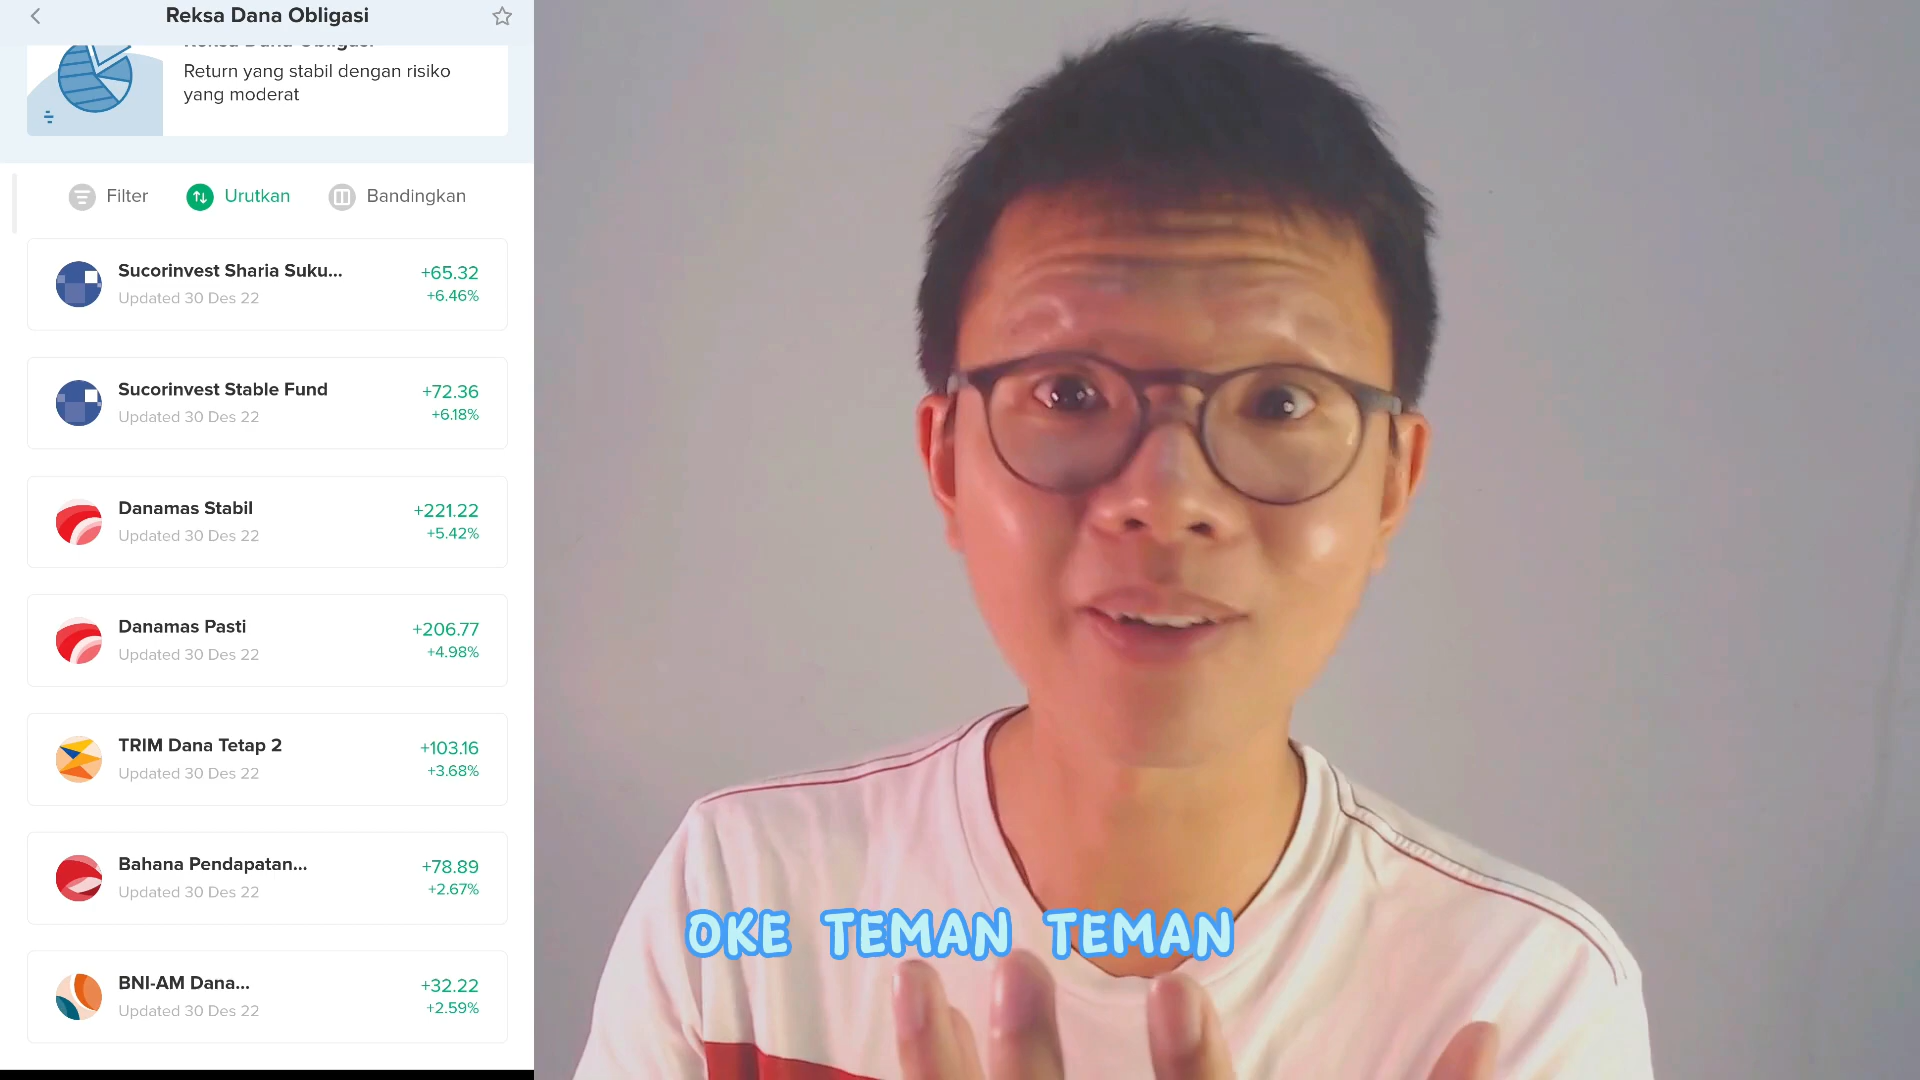 Reksa Dana Obligasi
Reksa Dana Obligasi
Return yang stabil dengan risiko
yang moderat
Filter
Urutkan
Bandingkan
Sucorinvest Sharia Suku...
+65.32
Updated 30 Des 22
+6.46%
Sucorinvest Stable Fund
+72.36
Updated 30 Des 22
+6.18%
Danamas Stabil
+221.22
Updated 30 Des 22
+5.42%
Danamas Pasti
+206.77
Updated 30 Des 22
+4.98%
TRIM Dana Tetap 2
+103.16
Updated 30 Des 22
+3.68%
Bahana Pendapatan...
+78.89
Updated 30 Des 22
+2.67%
BNI-AM Dana...
+32.22
Updated 30 Des 22
+2.59%
OKE TEMAN TEMAN